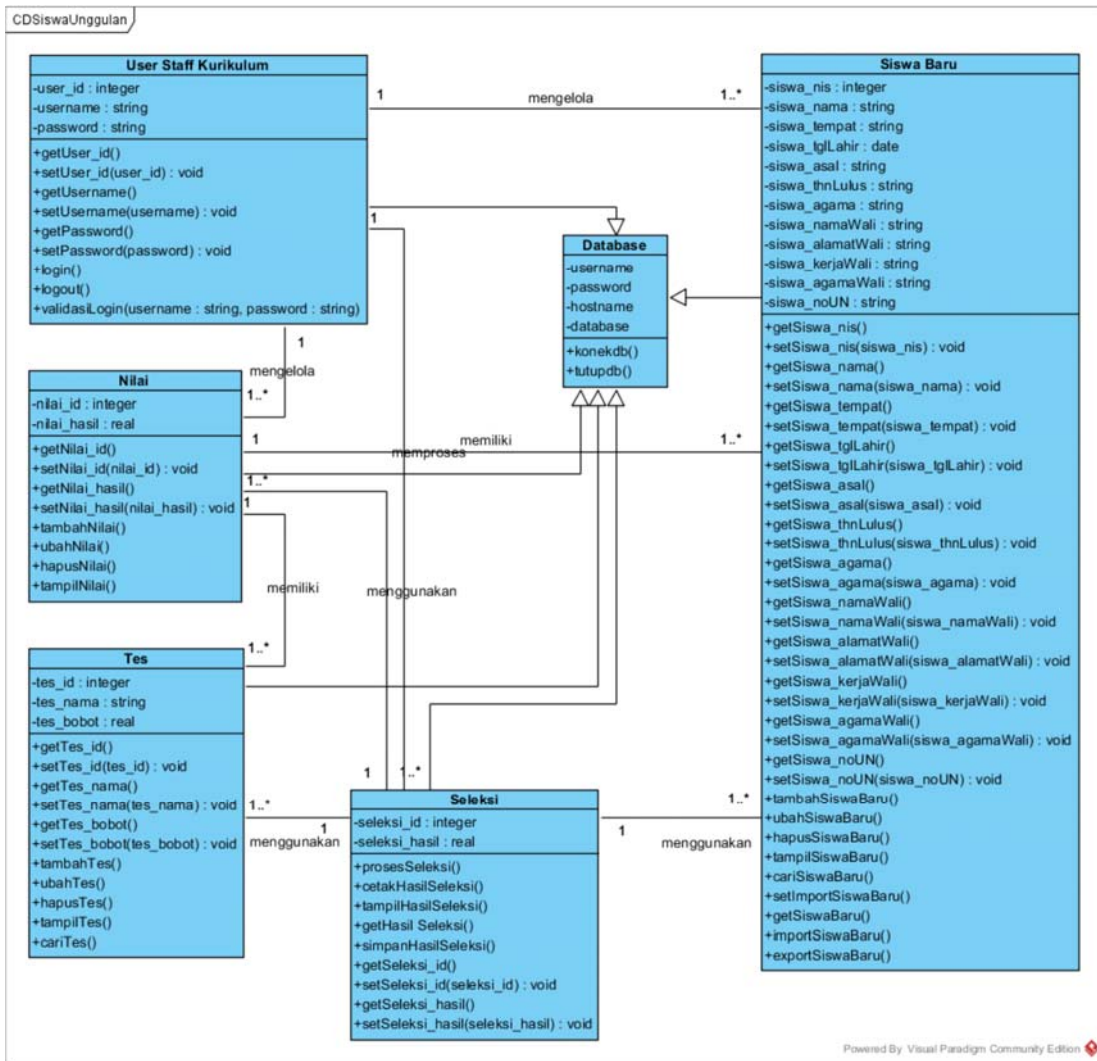 CDSiswaUnggulan
User Staff Kurikulum
-user_id : integer
-username : string
-password : string
+getUser_id()
+setUser_id(user_id) : void
+getUsername()
+setUsername(username) : void
+getPassword()
+setPassword(password) : void
+login()
+logout()
+validasiLogin(username : string, password : string)
1
mengelola
1..*
1
1
mengelola
1..*
Database
-username
-password
-hostname
-database
+konekdb()
+tutupdb()
Siswa Baru
-siswa_nis : integer
-siswa_nama : string
-siswa_tempat : string
-siswa_tglLahir : date
-siswa_asal : string
-siswa_thnLulus : string
-siswa_agama : string
-siswa_namaWali : string
-siswa_alamatWali : string
-siswa_kerjaWali : string
-siswa_agamaWali : string
-siswa_noUN : string
+getSiswa_nis()
+setSiswa_nis(siswa_nis) : void
+getSiswa_nama()
+setSiswa_nama(siswa_nama) : void
+getSiswa_tempat()
+setSiswa_tempat(siswa_tempat) : void
+getSiswa_tglLahir()
+setSiswa_tglLahir(siswa_tglLahir) : void
+getSiswa_asal()
+setSiswa_asal(siswa_asal) : void
+getSiswa_thnLulus()
+setSiswa_thnLulus(siswa_thnLulus) : void
+getSiswa_agama()
+setSiswa_agama(siswa_agama) : void
+getSiswa_namaWali()
+setSiswa_namaWali(siswa_namaWali) : void
+getSiswa_alamatWali()
+setSiswa_alamatWali(siswa_alamatWali) : void
+getSiswa_kerjaWali()
+setSiswa_kerjaWali(siswa_kerjaWali) : void
+getSiswa_agamaWali()
+setSiswa_agamaWali(siswa_agamaWali) : void
+getSiswa_noUN()
+setSiswa_noUN(siswa_noUN) : void
+tambahSiswaBaru()
+ubahSiswaBaru()
+hapusSiswaBaru()
+tampilSiswaBaru()
+cariSiswaBaru()
+setImportSiswaBaru()
+getSiswaBaru()
+importSiswaBaru()
+exportSiswaBaru()
Nilai
-nilai_id : integer
-nilai_hasil : real
+getNilai_id()
+setNilai_id(nilai_id) : void
+getNilai_hasil()
+setNilai_hasil(nilai_hasil) : void
+tambahNilai()
+ubahNilai()
+hapusNilai()
+tampilNilai()
1
memiliki
1..*
memproses
1..*
1
memiliki
menggunakan
1..*
Tes
-tes_id : integer
-tes_nama : string
-tes_bobot : real
+getTes_id()
+setTes_id(tes_id) : void
+getTes_nama()
+setTes_nama(tes_nama) : void
+getTes_bobot()
+setTes_bobot(tes_bobot) : void
+tambahTes()
+ubahTes()
+hapusTes()
+tampilTes()
+cariTes()
1
1..*
1..*
1
menggunakan
Seleksi
-seleksi_id : integer
-seleksi_hasil : real
+prosesSeleksi()
+cetakHasilSeleksi()
+tampilHasilSeleksi()
+getHasil Seleksi()
+simpanHasilSeleksi()
+getSeleksi_id()
+setSeleksi_id(seleksi_id) : void
+getSeleksi_hasil()
+setSeleksi_hasil(seleksi_hasil) : void
1..*
1
menggunakan
Powered By Visual Paradigm Community Edition